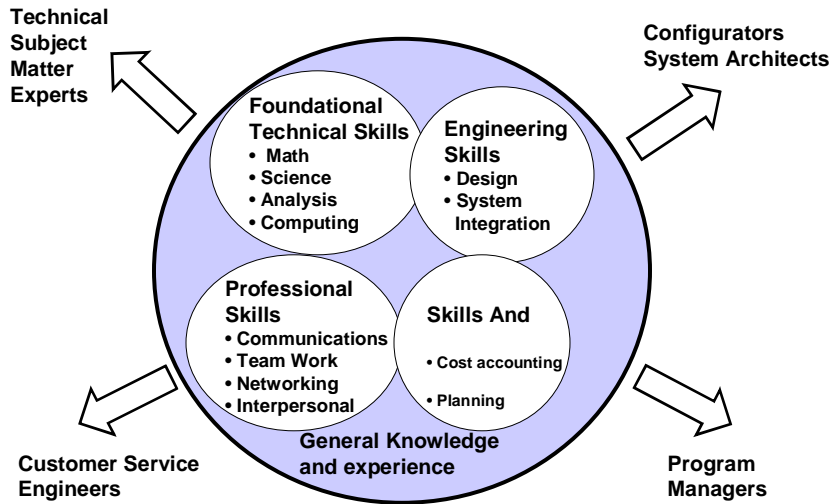 Technical
Subject
Matter
Experts
Configurators
System Architects
Foundational
Technical Skills
• Math
• Science
• Analysis
• Computing
Engineering
Skills
• Design
• System
Integration
Professional
Skills
• Communications
• Team Work
• Networking
• Interpersonal
Skills And
• Cost accounting
• Planning
General Knowledge
and experience
Customer Service
Engineers
Program
Managers